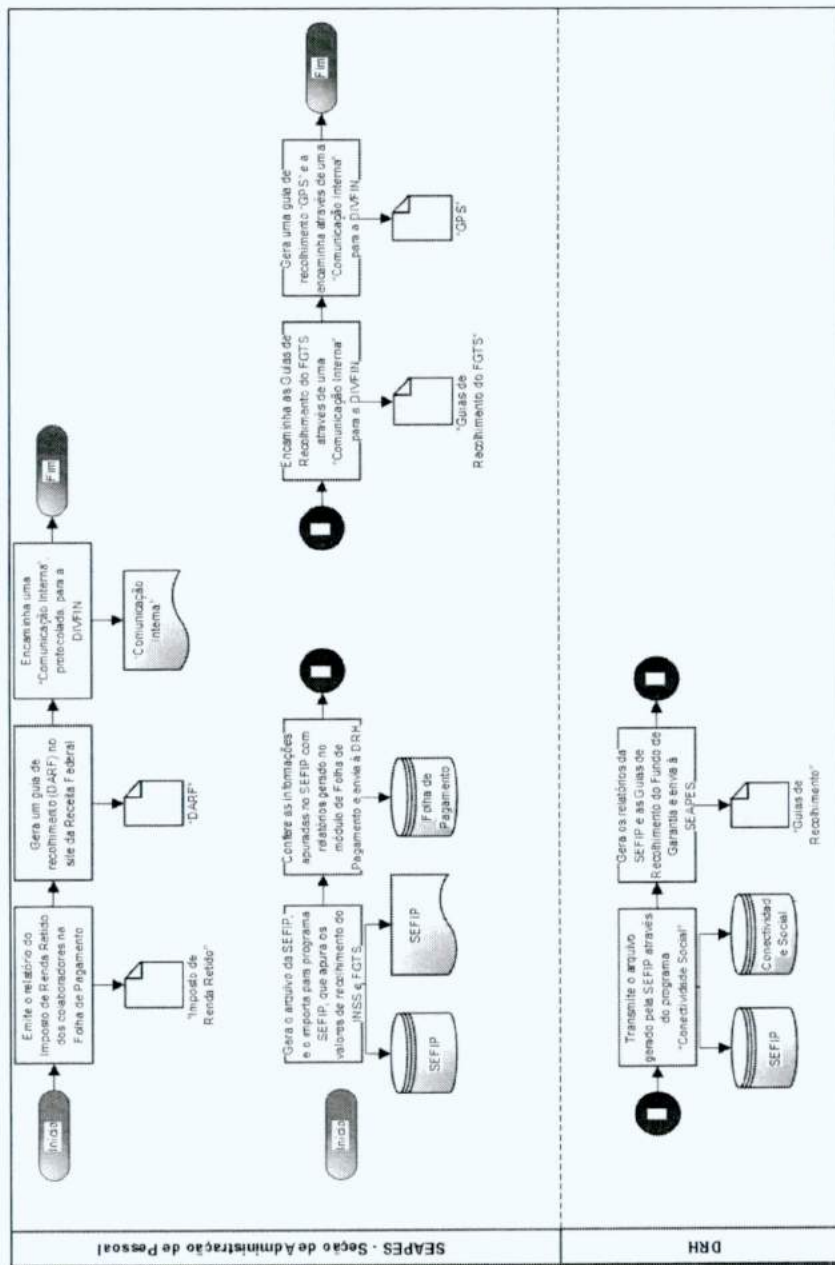 SEAPES - Seção de Administração de Pessoal
Início
Emite o relatório do
Imposto de Renda Retido
dos colaboradores na
Folha de Pagamento
"Imposto de
Renda Retido"
Gera um guia de
recolhimento (DARF) no
site da Receita Federal
"DARF"
Encaminha uma
"Comunicação Interna",
protocolada, para a
DIVFIN
"Comunicação
Interna"
Fim
Início
Gera o arquivo da SEFIP,
e o importa para programa
SEFIP, que apura os
valores de recolhimento do
INSS e FGTS
SEFIP
SEFIP
Confere as informações
apuradas no SEFIP com
relatórios gerado no
módulo de Folha de
Pagamento e envia à DRH
Folha de
Pagamento
Encaminha as Guias de
Recolhimento do FGTS
através de uma
"Comunicação Interna"
para a DIVFIN
"Guias de
Recolhimento do FGTS"
Gera uma guia de
recolhimento "GPS" e a
encaminha através de uma
"Comunicação Interna"
para a DIVFIN
"GPS"
Fim
DRH
Transmite o arquivo
gerado pela SEFIP através
do programa
"Conectividade Social"
SEFIP
Conectividad
e Social
Gera os relatórios da
SEFIP e as Guias de
Recolhimento do Fundo de
Garantia e envia à
SEAPES
"Guias de
Recolhimento"